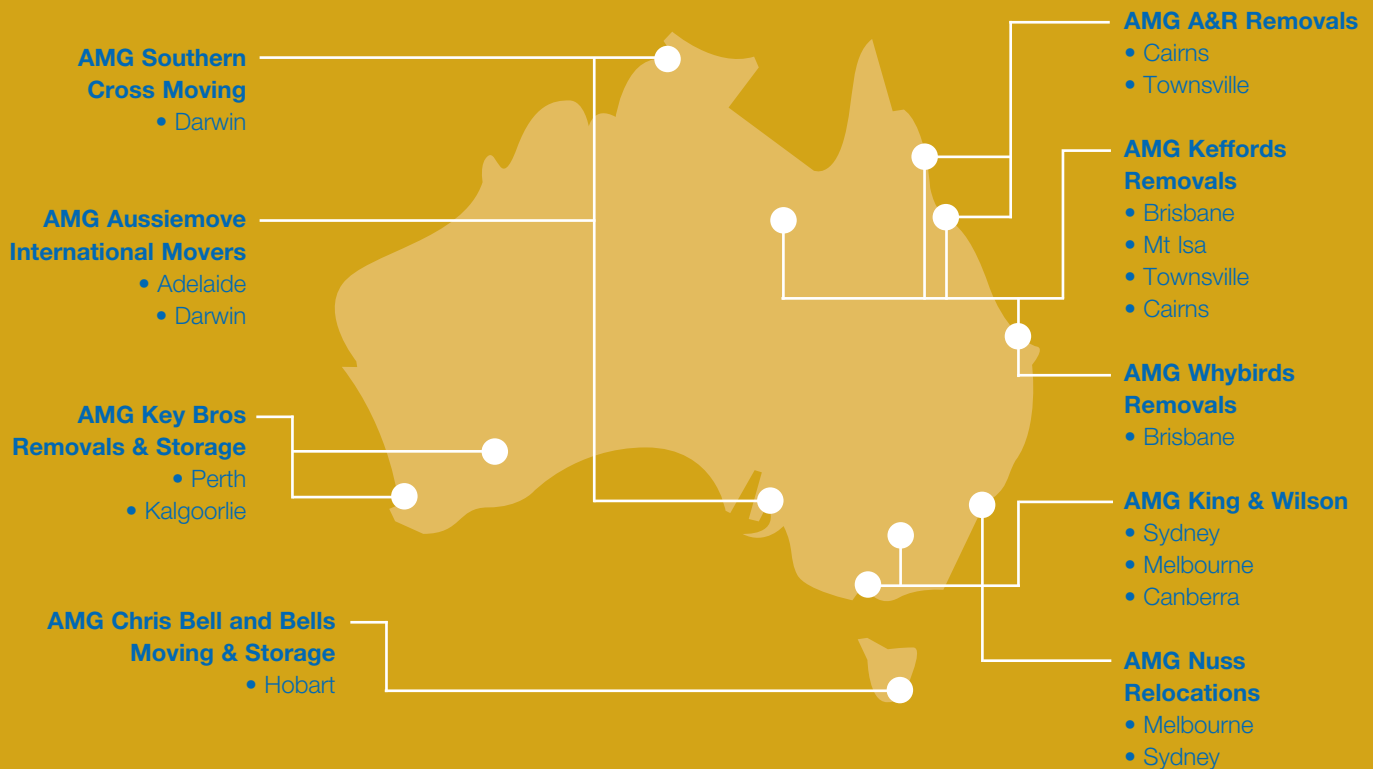 AMG Southern
Cross Moving
• Darwin
AMG Aussiemove
International Movers
• Adelaide
• Darwin
AMG Key Bros
Removals & Storage
• Perth
• Kalgoorlie
AMG Chris Bell and Bells
Moving & Storage
• Hobart
AMG A&R Removals
• Cairns
• Townsville
AMG Keffords
Removals
• Brisbane
• Mt Isa
• Townsville
• Cairns
AMG Whybirds
Removals
• Brisbane
AMG King & Wilson
• Sydney
• Melbourne
• Canberra
AMG Nuss
Relocations
• Melbourne
• Sydney